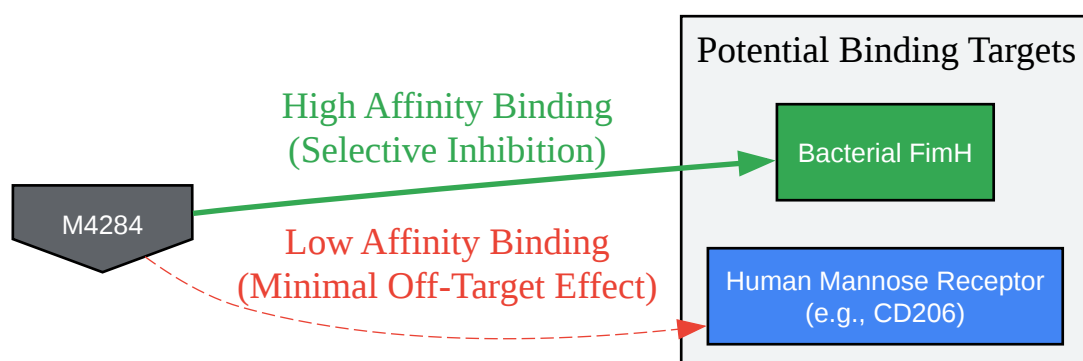 Potential Binding Targets
High Affinity Binding
(Selective Inhibition)
Bacterial FimH
M4284
Low Affinity Binding
(Minimal Off-Target Effect)
Human Mannose Receptor
(e.g., CD206)